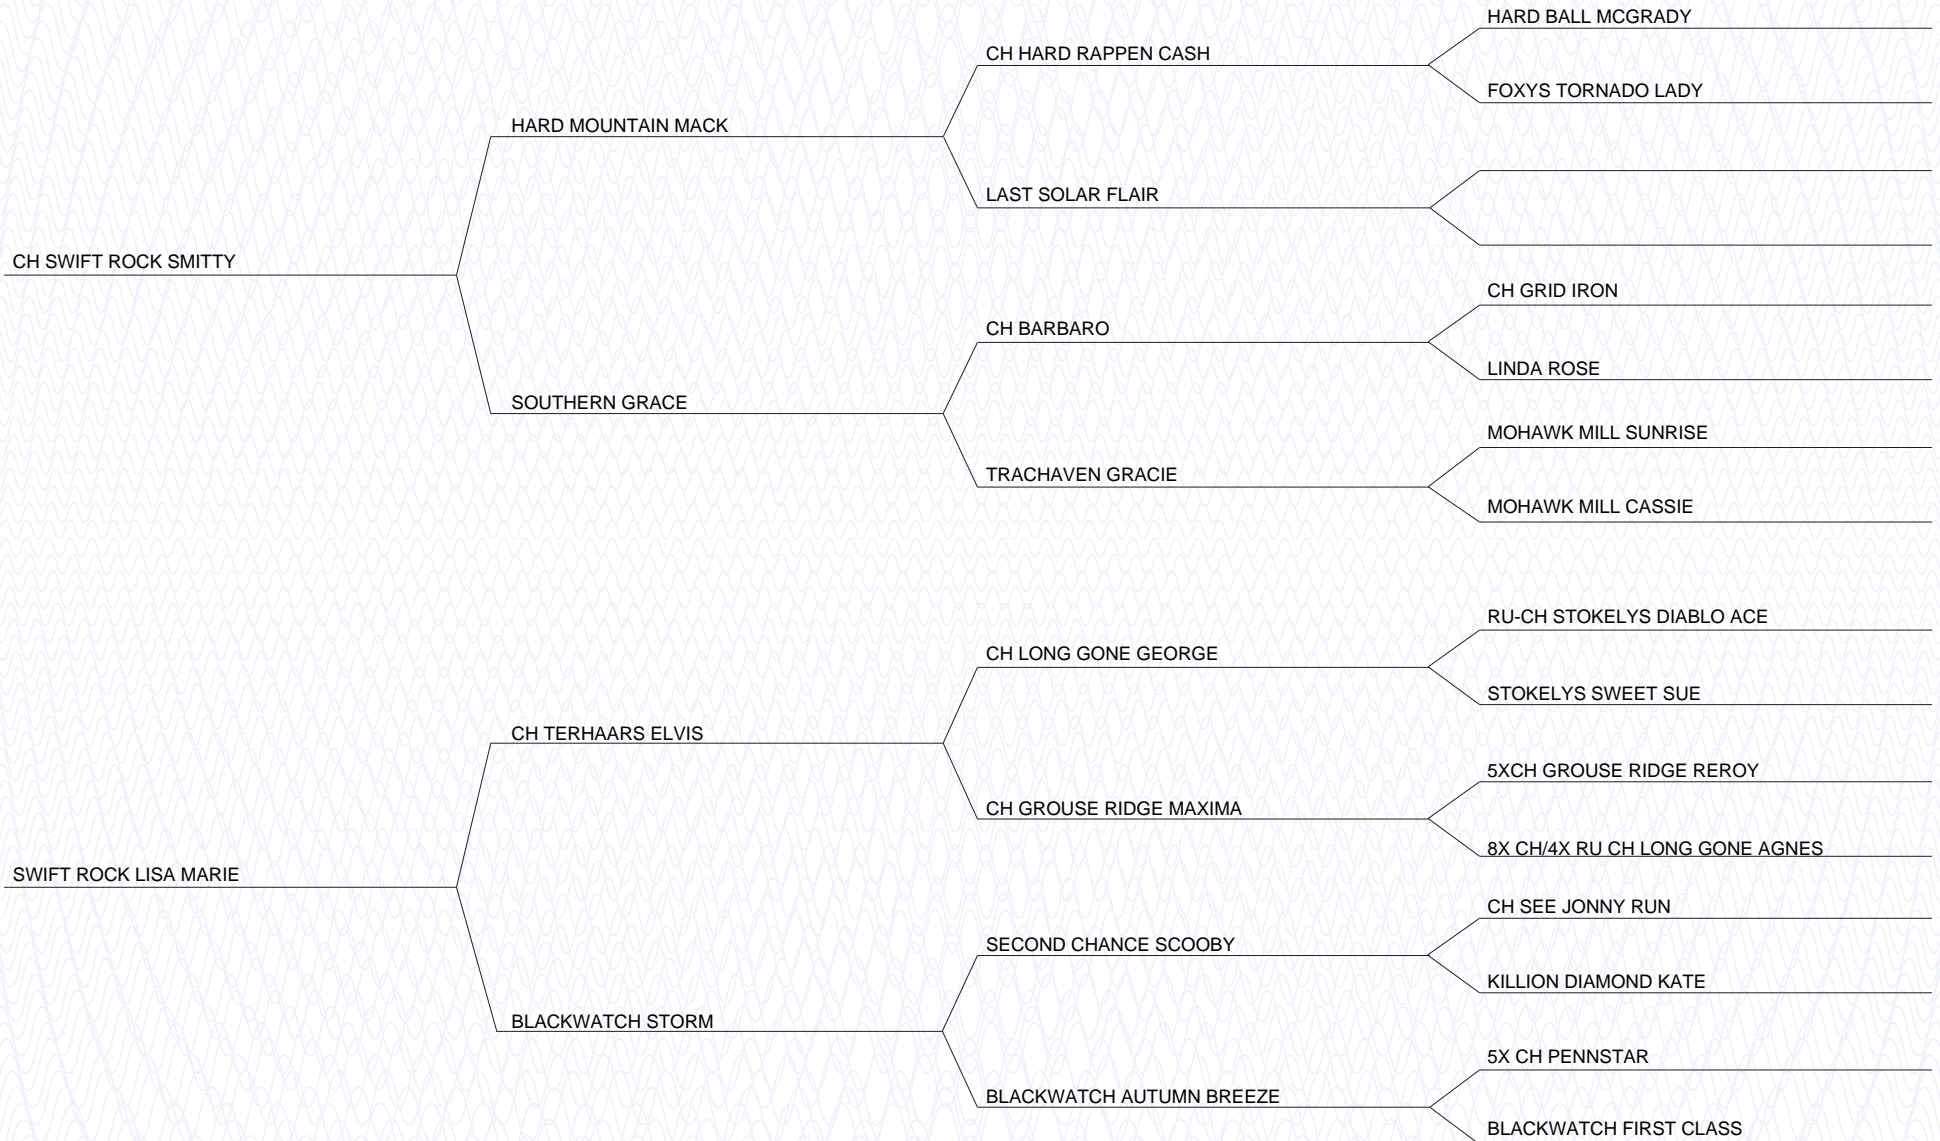 HARD BALL MCGRADY
CH HARD RAPPEN CASH
FOXYS TORNADO LADY
HARD MOUNTAIN MACK
LAST SOLAR FLAIR
CH SWIFT ROCK SMITTY
CH GRID IRON
CH BARBARO
LINDA ROSE
SOUTHERN GRACE
MOHAWK MILL SUNRISE
TRACHAVEN GRACIE
MOHAWK MILL CASSIE
RU-CH STOKELYS DIABLO ACE
CH LONG GONE GEORGE
STOKELYS SWEET SUE
CH TERHAARS ELVIS
5XCH GROUSE RIDGE REROY
CH GROUSE RIDGE MAXIMA
8X CH/4X RU CH LONG GONE AGNES
SWIFT ROCK LISA MARIE
CH SEE JONNY RUN
SECOND CHANCE SCOOBY
KILLION DIAMOND KATE
BLACKWATCH STORM
5X CH PENNSTAR
BLACKWATCH AUTUMN BREEZE
BLACKWATCH FIRST CLASS